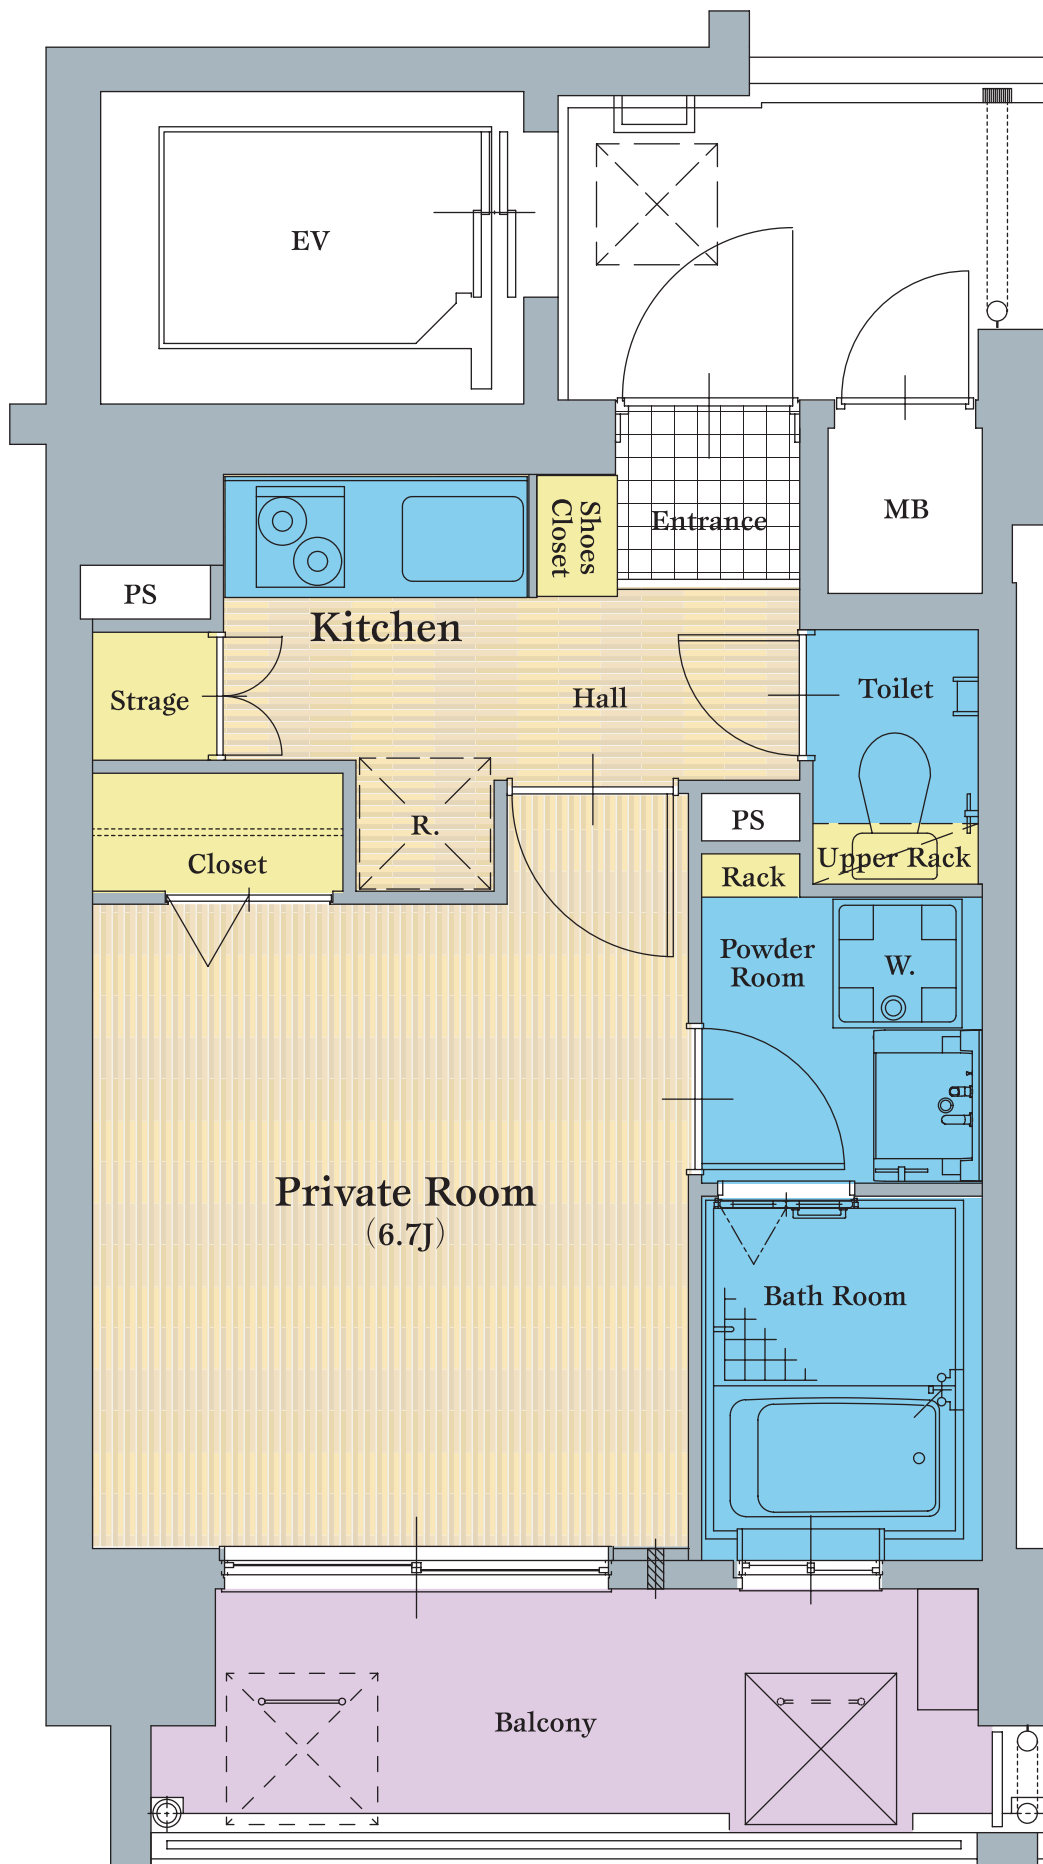 EV
Entrance
MB
Shoes
Closet
PS
Kitchen
Strage
Hall
Toilet
R.
PS
Closet
Upper Rack
Rack
Powder
Room
W.
Private Room
(6.7J)
Bath Room
Balcony